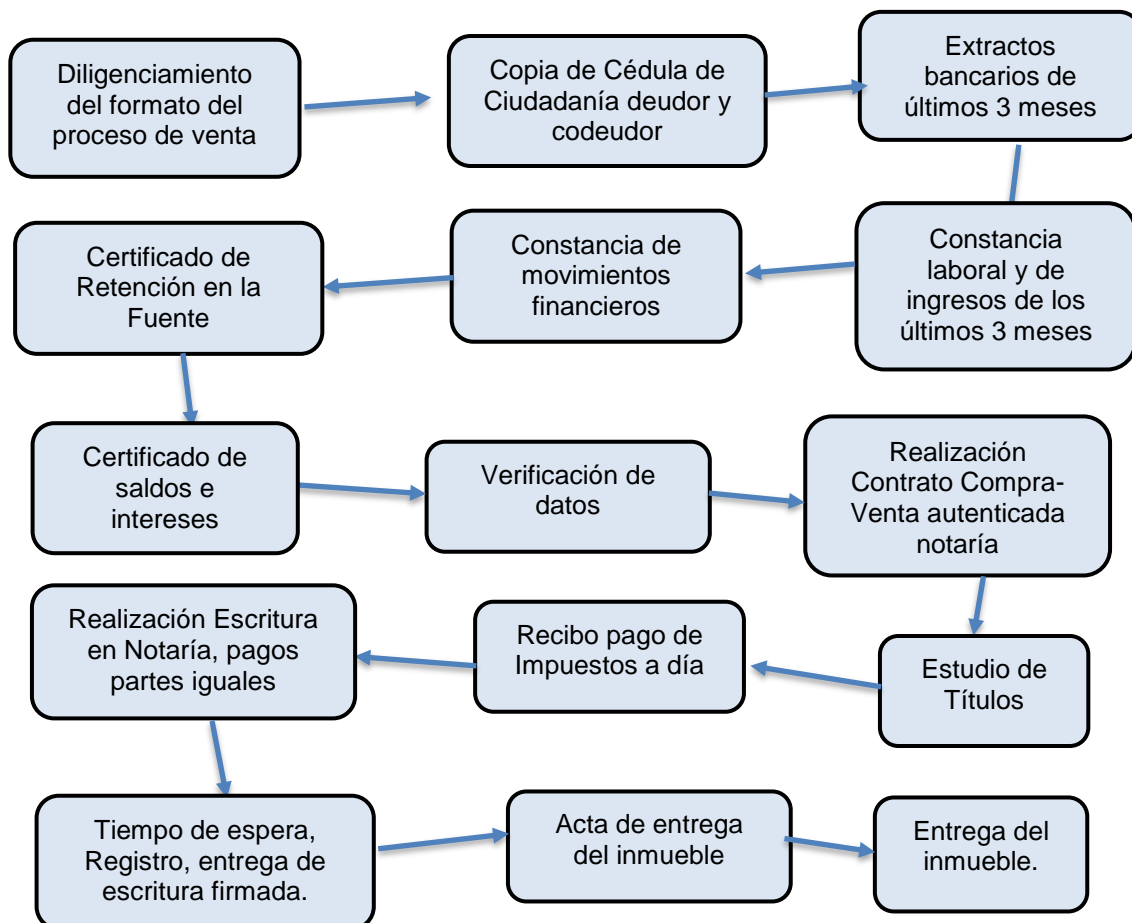 Diligenciamiento
del formato del
proceso de venta
Copia de Cédula de
Ciudadanía deudor y
codeudor
Extractos
bancarios de
últimos 3 meses
Constancia
laboral y de
ingresos de los
últimos 3 meses
Constancia de
movimientos
financieros
Certificado de
Retención en la
Fuente
Certificado de
saldos e
intereses
Verificación de
datos
Realización
Contrato Compra-
Venta autenticada
notaría
Estudio de
Títulos
Recibo pago de
Impuestos a día
Realización Escritura
en Notaría, pagos
partes iguales
Tiempo de espera,
Registro, entrega de
escritura firmada.
Acta de entrega
del inmueble
Entrega del
inmueble.